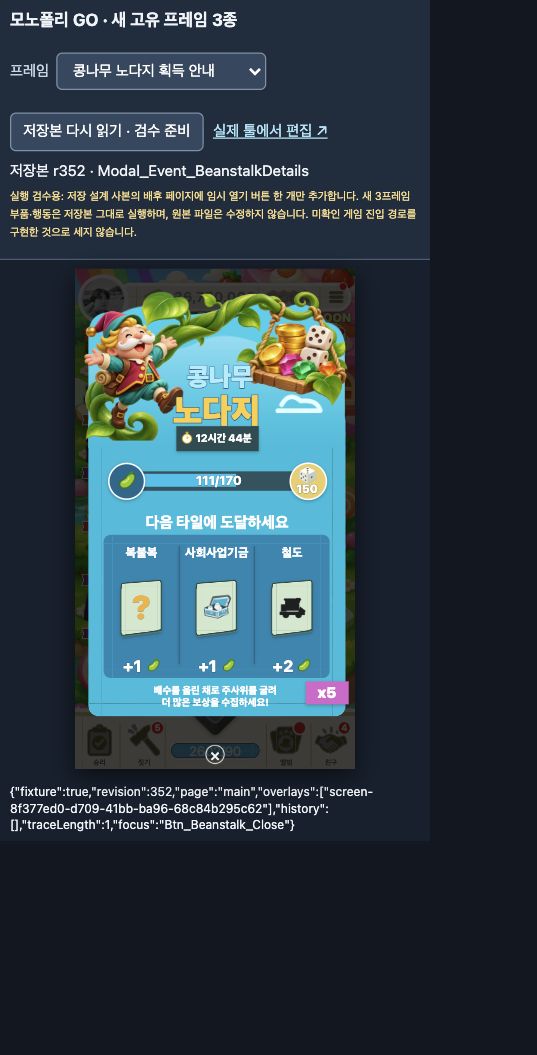 모노폴리 GO · 새 고유 프레임 3종
프레임 콩나무 노다지 획득 안내
저장본 다시 읽기 · 검수 준비 실제 툴에서 편집 ↗
저장본 r352 · Modal_Event_BeanstalkDetails
실행 검수용: 저장 설계 사본의 배후 페이지에 임시 열기 버튼 한 개만 추가합니다. 새 3프레임
부품·행동은 저장본 그대로 실행하며, 원본 파일은 수정하지 않습니다. 미확인 게임 진입 경로를
구현한 것으로 세지 않습니다.
콩나무
노다지
12시간 44분
111/170
150
다음 타일에 도달하세요
복불복 사회사업기금 철도
?
+1 +1 +2
배수를 올린 채로 주사위를 굴려
더 많은 보상을 수집하세요!
x5
5
4
승리 짓기 앨범 친구
{"fixture":true,"revision":352,"page":"main","overlays":["screen-
8f377ed0-d709-41bb-ba96-68c84b295c62"],"history":
[],"traceLength":1,"focus":"Btn_Beanstalk_Close"}